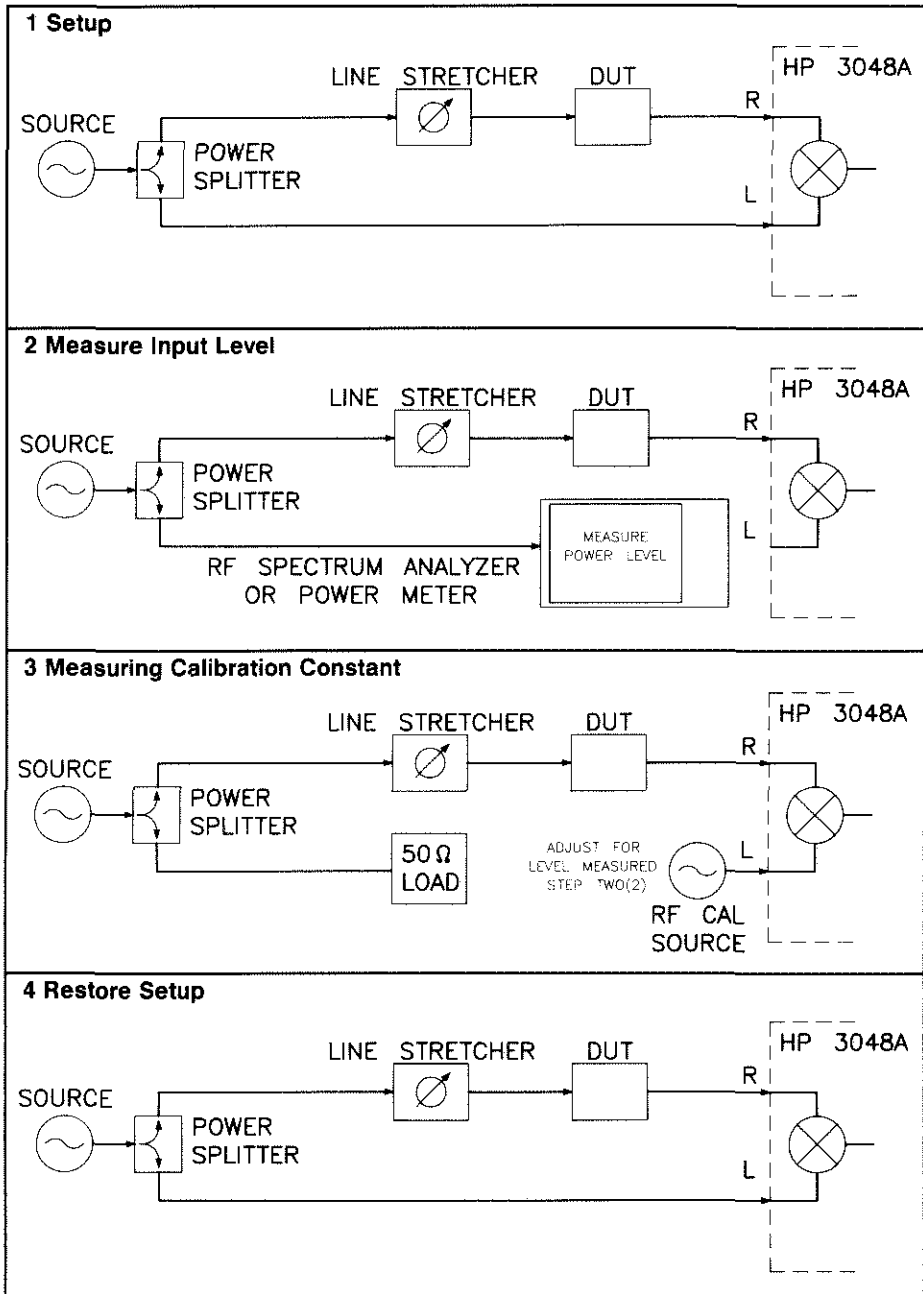 1 Setup
HP 3048A
LINE STRETCHER
DUT
R
SOURCE
POWER
SPLITTER
L
2 Measure Input Level
HP 3048A
LINE STRETCHER
DUT
R
SOURCE
POWER
SPLITTER
L
MEASURE
POWER LEVEL
RF SPECTRUM ANALYZER
OR POWER METER
3 Measuring Calibration Constant
HP 3048A
LINE STRETCHER
DUT
R
SOURCE
POWER
SPLITTER
50Ω
LOAD
ADJUST FOR
LEVEL MEASURED
STEP TWO(2)
L
RF CAL
SOURCE
4 Restore Setup
HP 3048A
LINE STRETCHER
DUT
R
SOURCE
POWER
SPLITTER
L